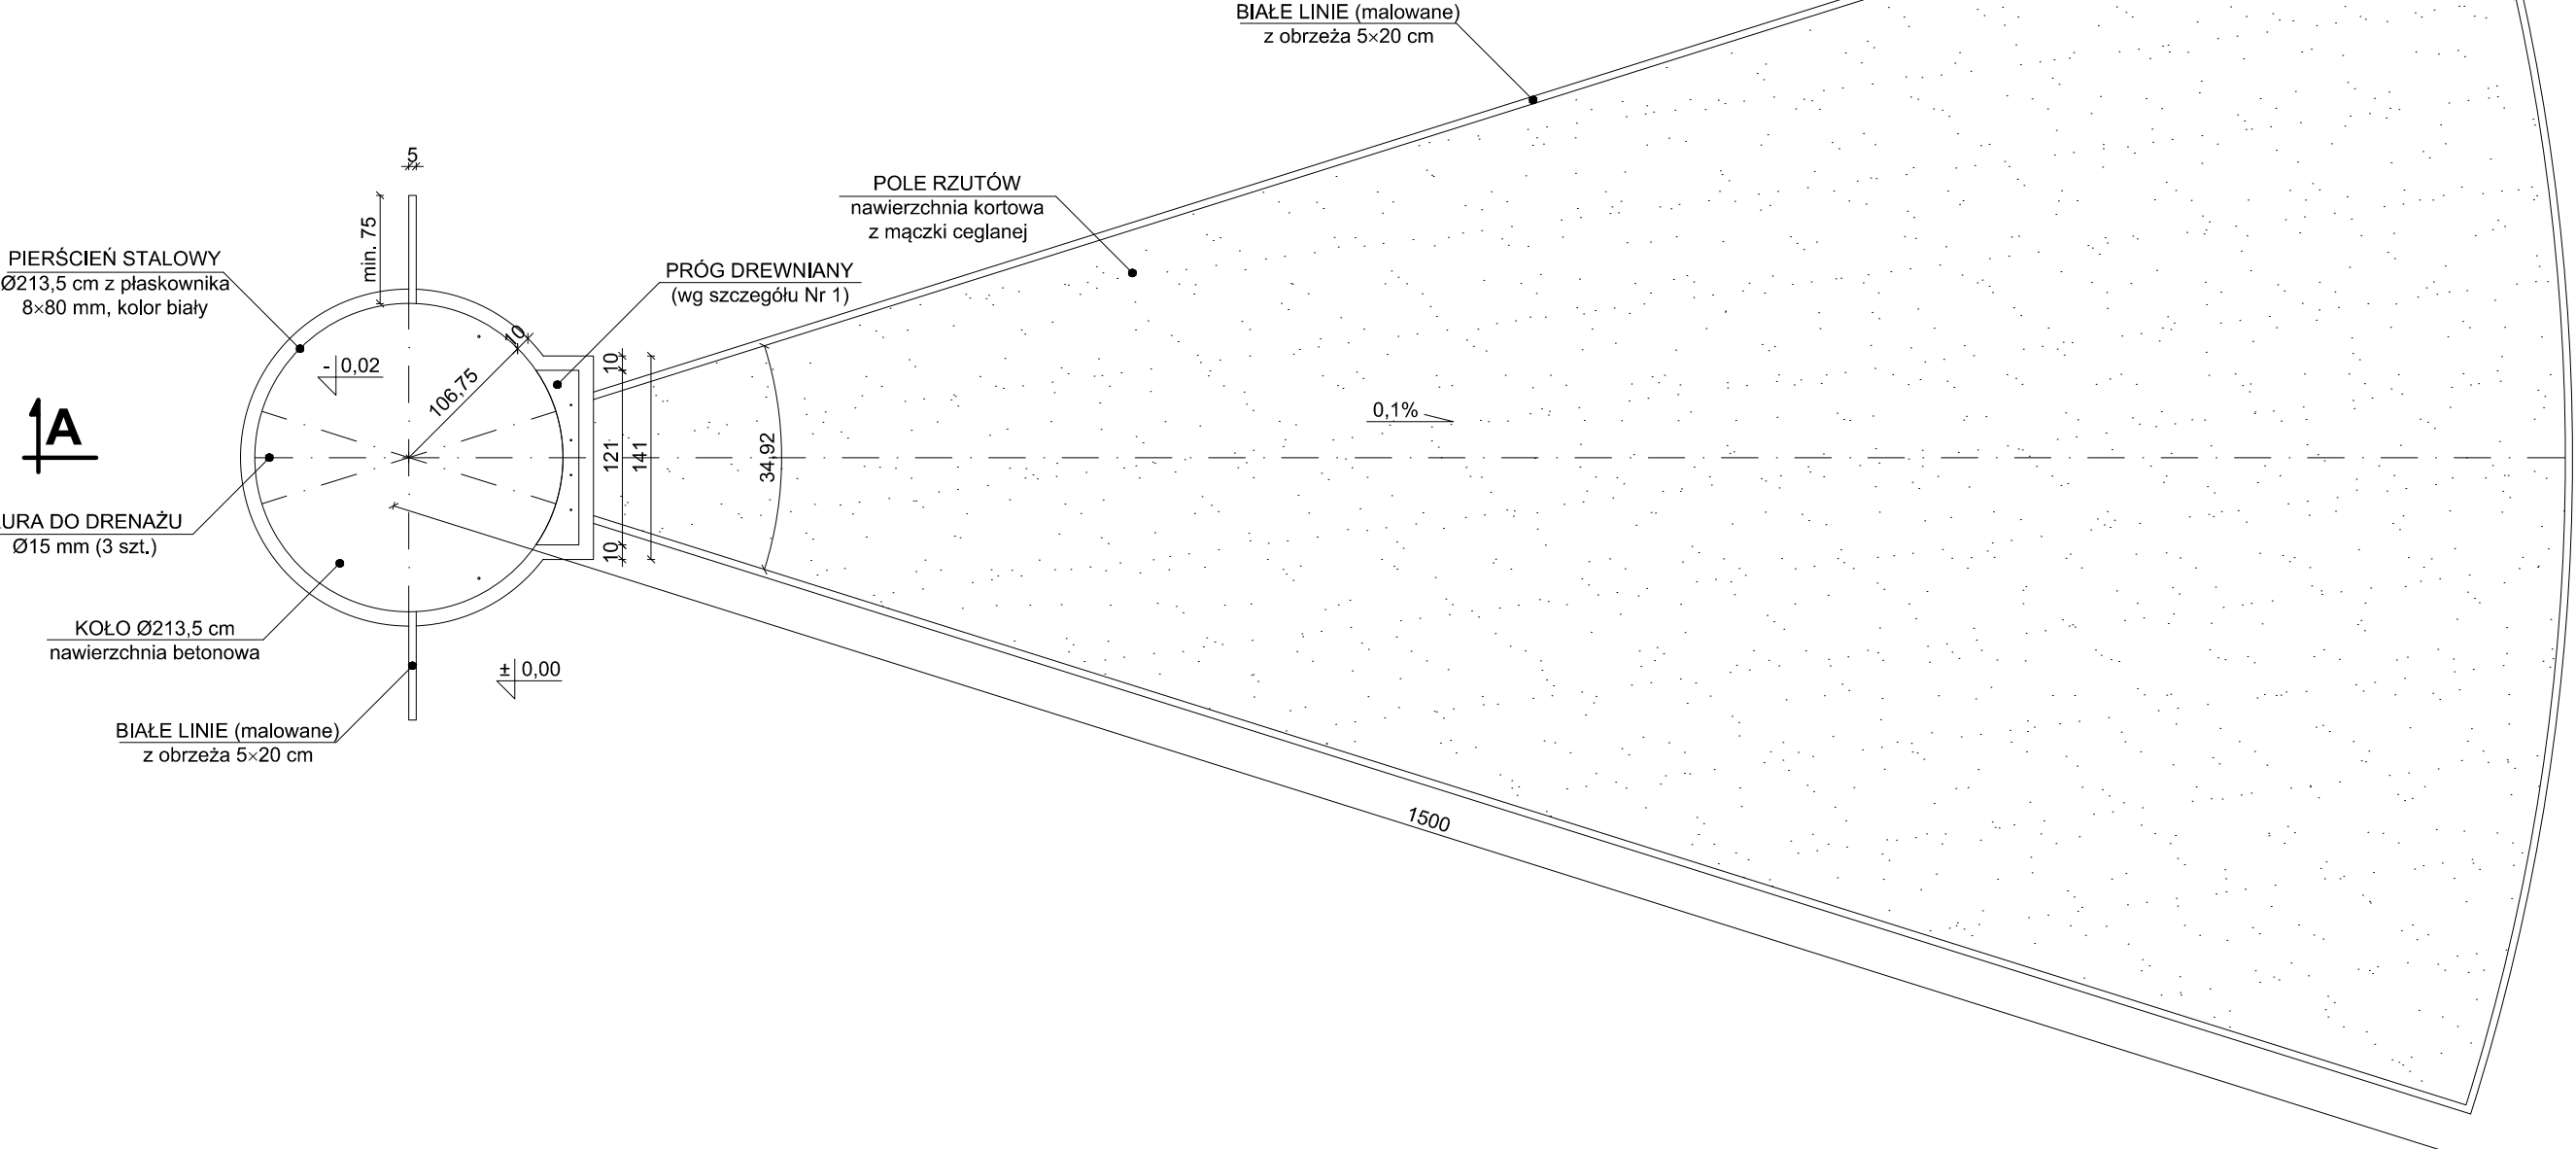 BIAŁE LINIE (malowane)
z obrzeża 5×20 cm
5
min. 75
POLE RZUTÓW
nawierzchnia kortowa
z mączki ceglanej
PIERŚCIEŃ STALOWY
Ø213,5 cm z płaskownika
8×80 mm, kolor biały
PRÓG DREWNIANY
(wg szczegółu Nr 1)
10
- 0,02
106,75
10
A
121
141
34,92
0,1%
URA DO DRENAŻU
Ø15 mm (3 szt.)
10
KOŁO Ø213,5 cm
nawierzchnia betonowa
± 0,00
BIAŁE LINIE (malowane)
z obrzeża 5×20 cm
1500